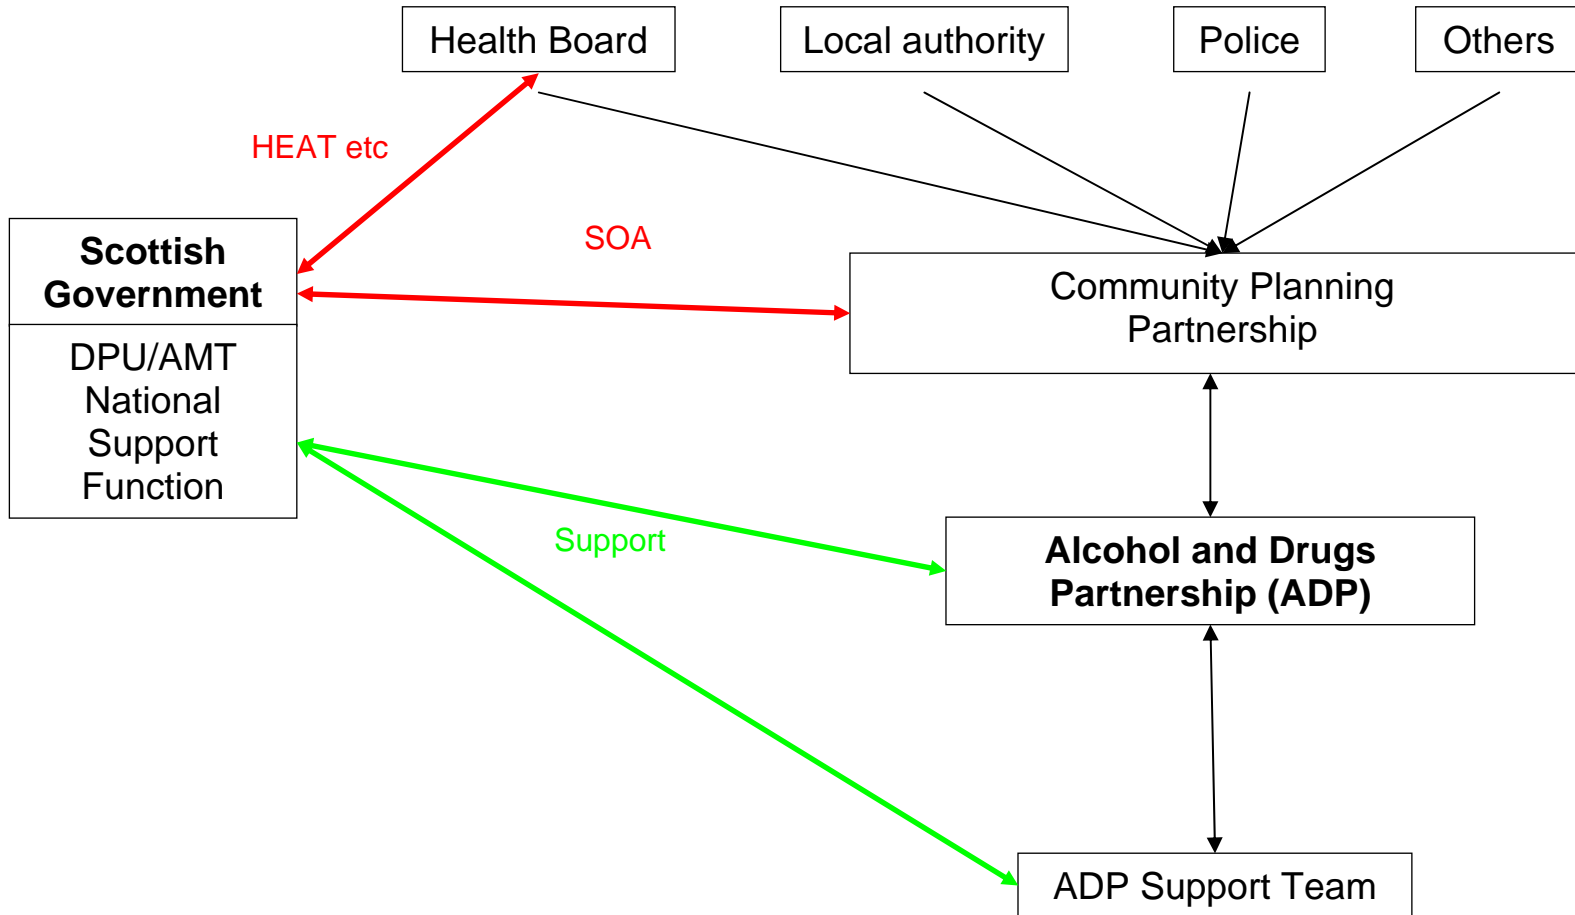 Health Board
Local authority
Police
Others
HEAT etc
SOA
Scottish
Government
DPU/AMT
National
Support
Function
Community Planning
Partnership
Support
Alcohol and Drugs
Partnership (ADP)
ADP Support Team